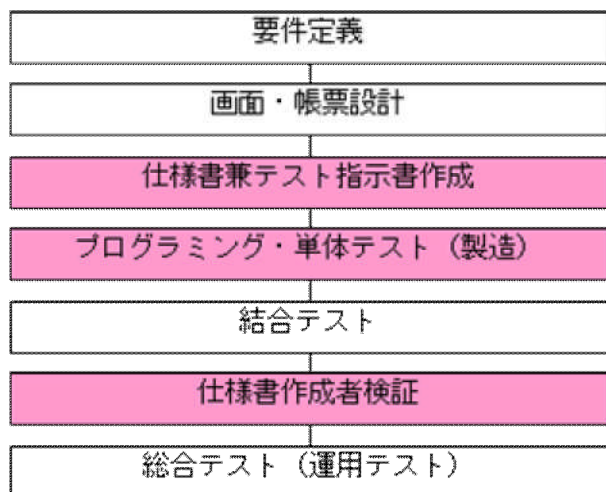 要件定義
画面・帳票設計
仕様書兼テスト指示書作成
プログラミング・単体テスト（製造）
結合テスト
仕様書作成者検証
総合テスト（運用テスト）